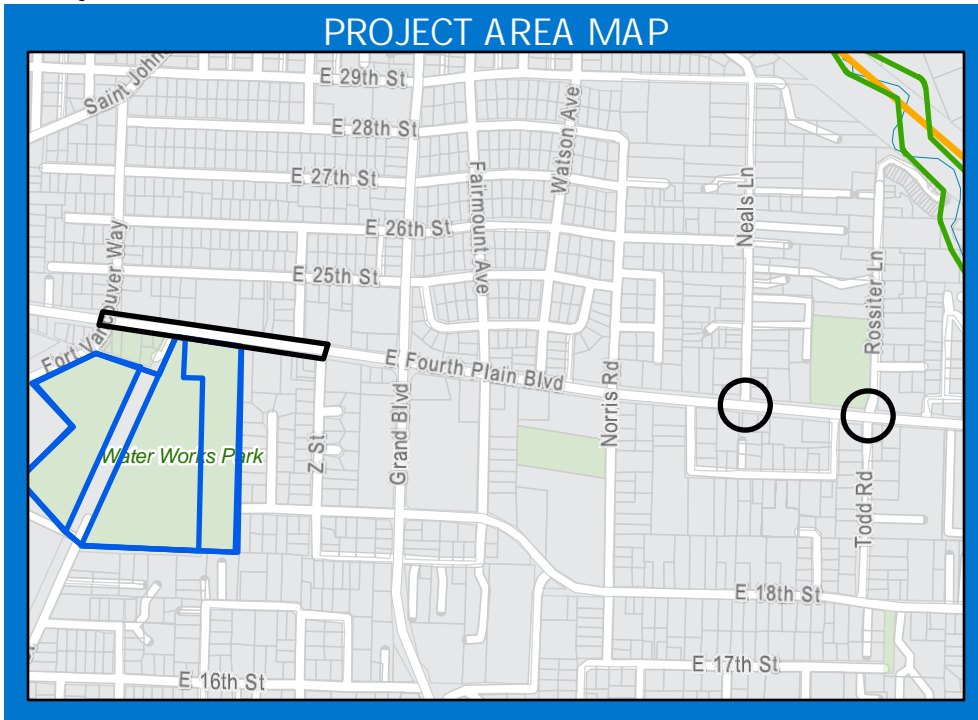 PROJECT AREA MAP
E 29th St
Saint John
E 28th St
Watson Ave
E 27th St
Fairmount Ave
Neals Ln
E 26th St
Fort Vancouver Way
E 25th St
Rossiter Ln
E Fourth Plain Blvd
Norris Rd
Grand Blvd
Z St
Water Works Park
Todd Rd
E 18th St
E 17th St
E 16th St